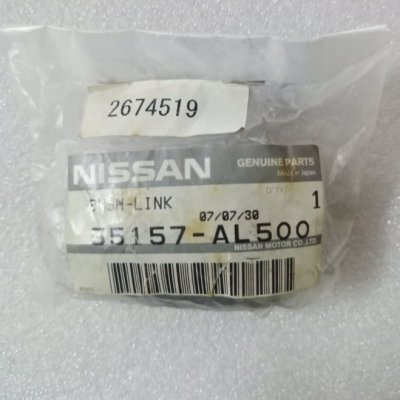 2674519
NISSAN
GENUINE PARTS
Made in Japan
Q'TY
BUSH-LINK
1
07/07/30
55157-AL500
NISSAN MOTOR CO.,LTD